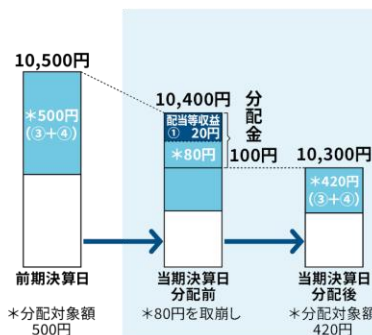 10,500円
*500円
(③+④)
前期決算日
*分配対象額
500円
10,400円
配当等収益
① 20円
*80円
分配金
100円
当期決算日
分配前
*80円を取崩し
10,300円
*420円
(③+④)
当期決算日
分配後
*分配対象額
420円